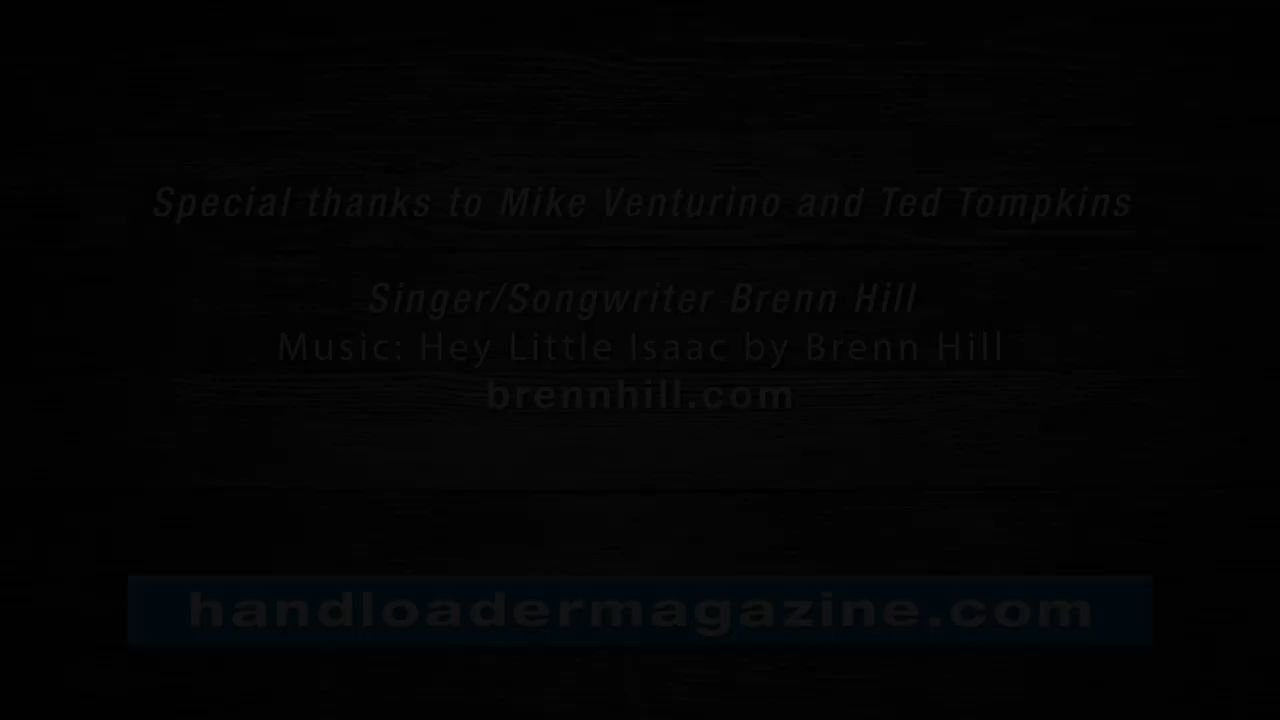 Special thanks to Mike Venturino and Ted Tompkins
Singer/Songwriter Brenn Hill
Music: Hey Little Isaac by Brenn Hill
brennhill.com
handloadermagazine.com